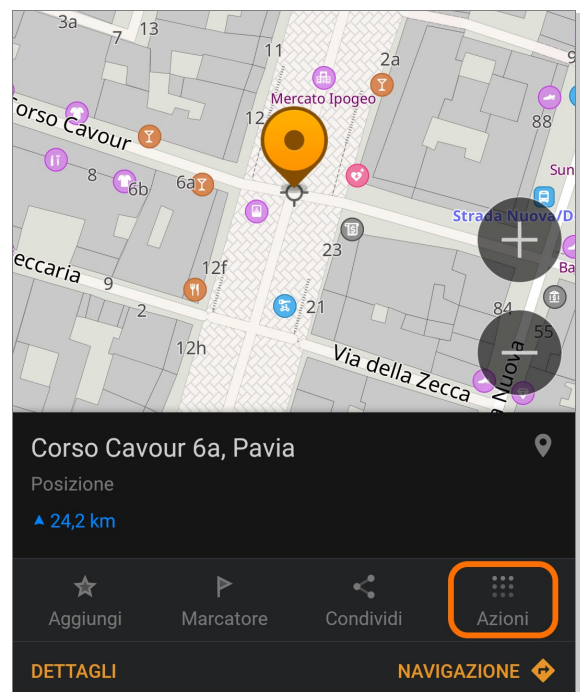 3a
7
13
11
2a
9
Mercato Ipogeo
88
12
Corso Cavour
8
6b
6a
Sun
Strada Nuova/D
23
Ba
eccaria
9
12f
2
21
84
55
12h
Via della Zecca
a Nuova
Corso Cavour 6a, Pavia
Posizione
24,2 km
Aggiungi
Marcatore
Condividi
Azioni
DETTAGLI
NAVIGAZIONE